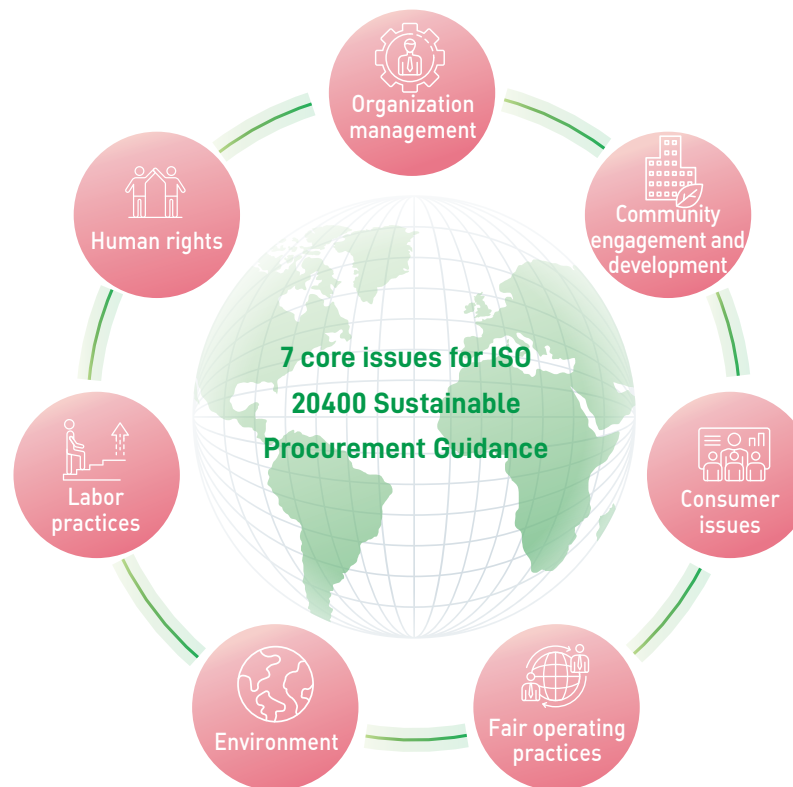 Organization
management
Human rights
Community
engagement and
development
7 core issues for ISO
20400 Sustainable
Procurement Guidance
Labor
practices
Consumer
issues
Environment
Fair operating
practices